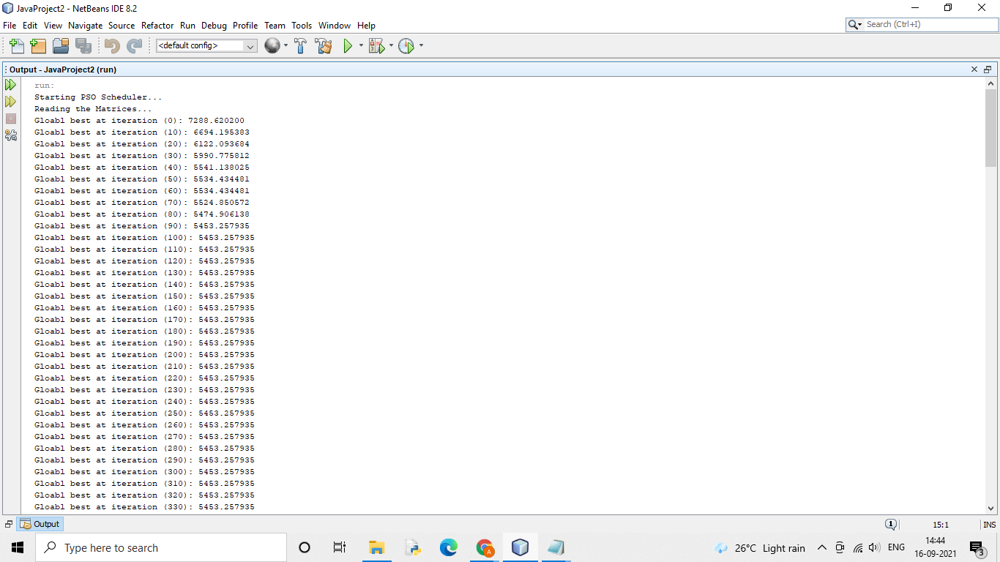 JavaProject2 - NetBeans IDE 8.2
File Edit View Navigate Source Refactor Run Debug Profile Team Tools Window Help
Search (Ctrl+I)
<default config>
Output - JavaProject2 (run)
run:
Starting PSO Scheduler...
Reading the Matrices...
Gloabl best at iteration (0): 7288.620200
Gloabl best at iteration (10): 6694.195383
Gloabl best at iteration (20): 6122.093684
Gloabl best at iteration (30): 5990.775812
Gloabl best at iteration (40): 5541.138025
Gloabl best at iteration (50): 5534.434481
Gloabl best at iteration (60): 5534.434481
Gloabl best at iteration (70): 5524.850572
Gloabl best at iteration (80): 5474.906138
Gloabl best at iteration (90): 5453.257935
Gloabl best at iteration (100): 5453.257935
Gloabl best at iteration (110): 5453.257935
Gloabl best at iteration (120): 5453.257935
Gloabl best at iteration (130): 5453.257935
Gloabl best at iteration (140): 5453.257935
Gloabl best at iteration (150): 5453.257935
Gloabl best at iteration (160): 5453.257935
Gloabl best at iteration (170): 5453.257935
Gloabl best at iteration (180): 5453.257935
Gloabl best at iteration (190): 5453.257935
Gloabl best at iteration (200): 5453.257935
Gloabl best at iteration (210): 5453.257935
Gloabl best at iteration (220): 5453.257935
Gloabl best at iteration (230): 5453.257935
Gloabl best at iteration (240): 5453.257935
Gloabl best at iteration (250): 5453.257935
Gloabl best at iteration (260): 5453.257935
Gloabl best at iteration (270): 5453.257935
Gloabl best at iteration (280): 5453.257935
Gloabl best at iteration (290): 5453.257935
Gloabl best at iteration (300): 5453.257935
Gloabl best at iteration (310): 5453.257935
Gloabl best at iteration (320): 5453.257935
Gloabl best at iteration (330): 5453.257935
Output
1
15:1
INS
Type here to search
A
26°C Light rain
ENG
14:44
16-09-2021
3